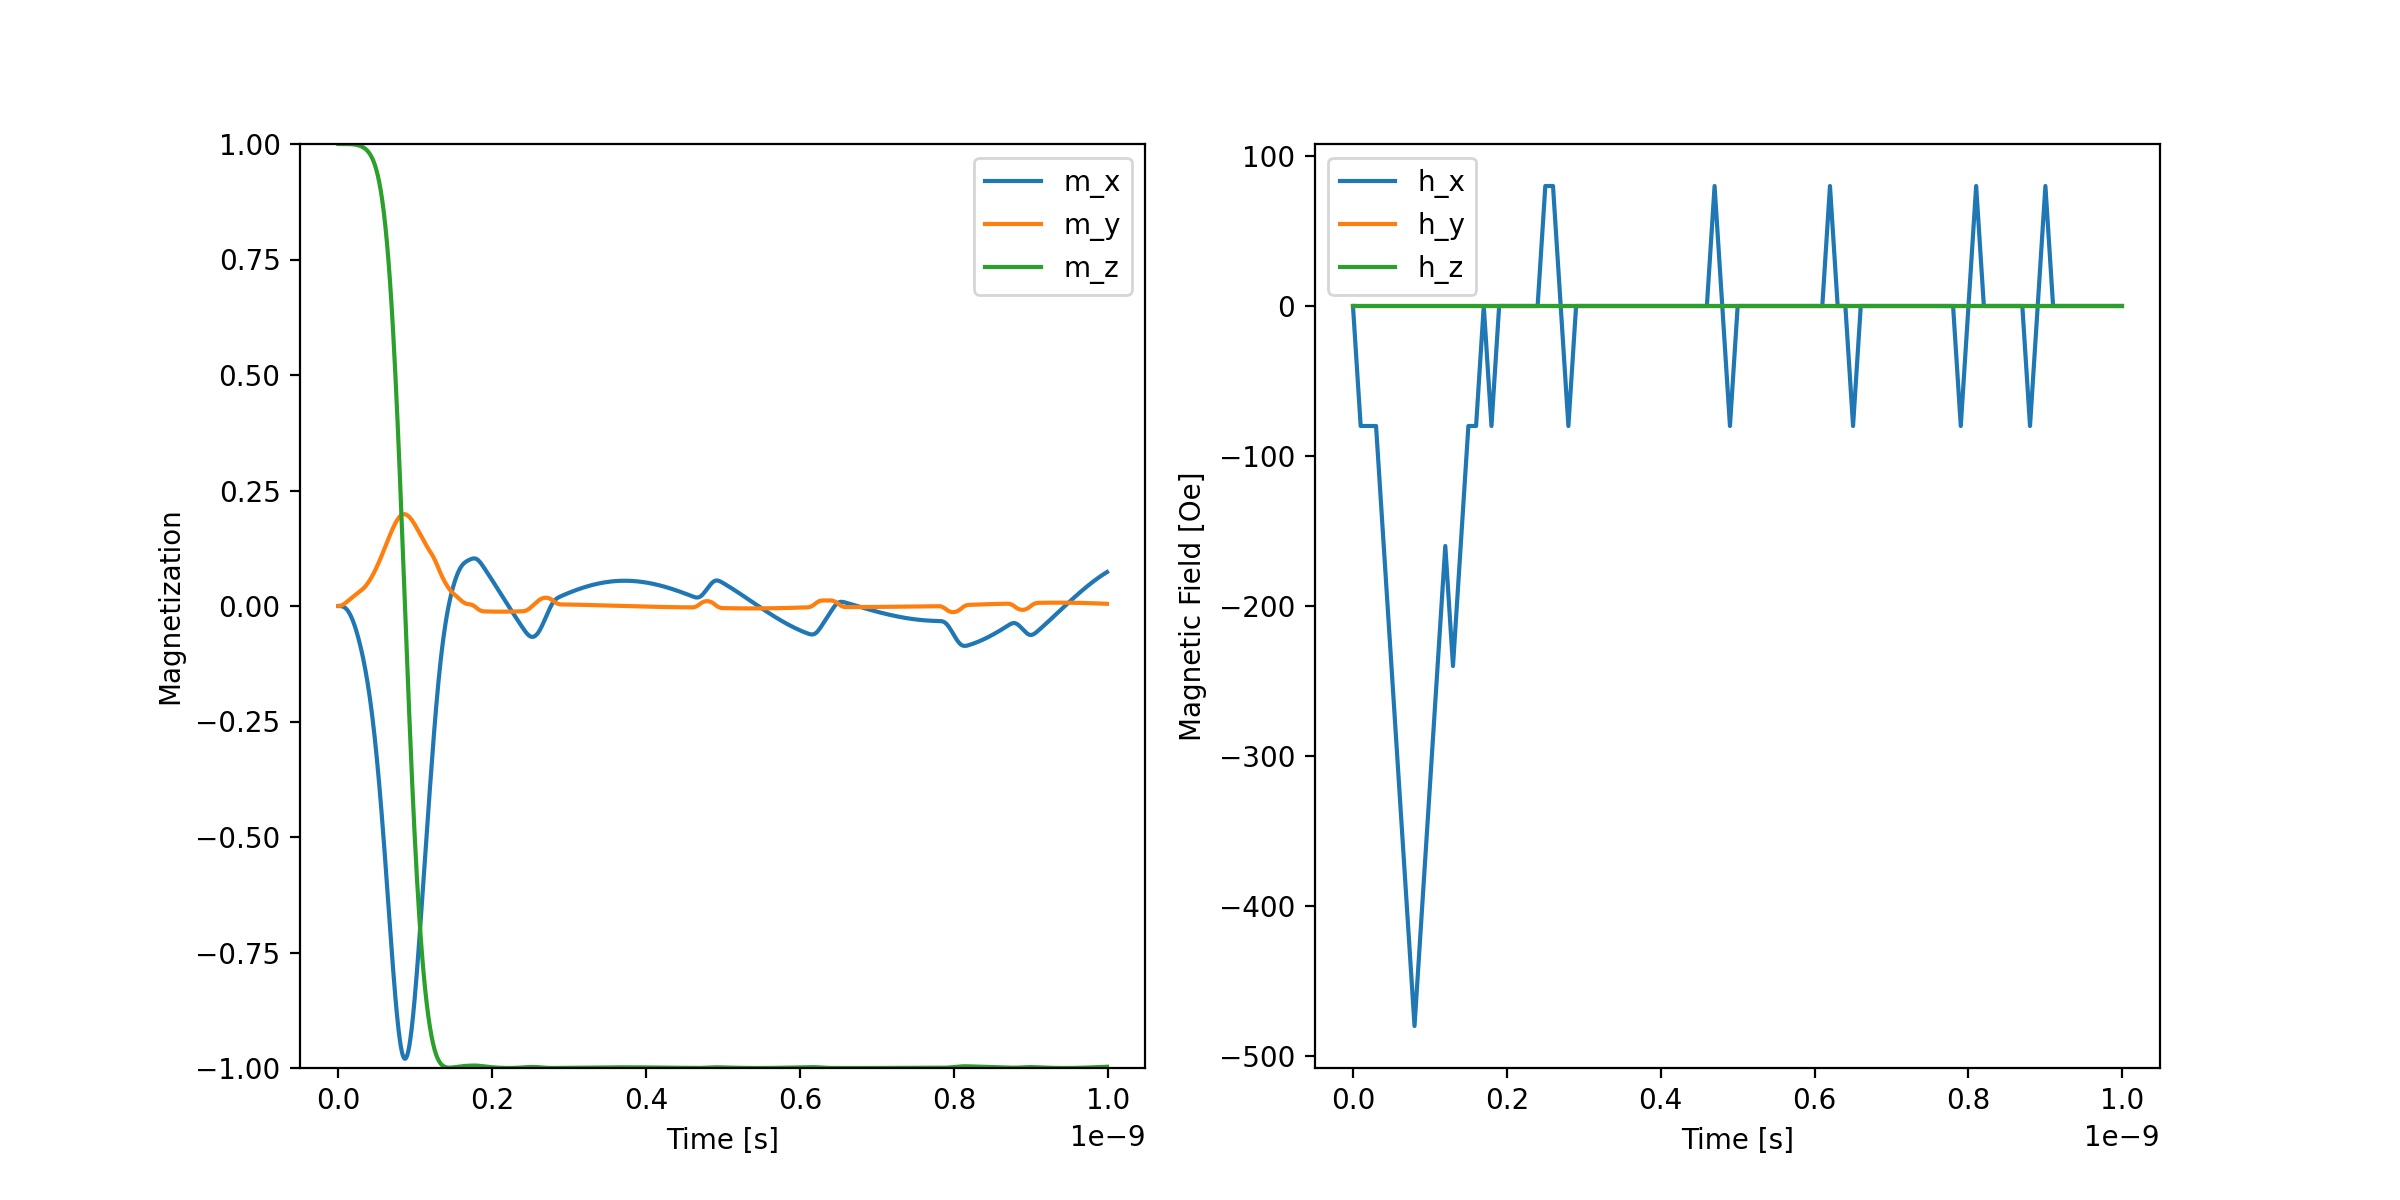 1.00
0.75
0.50
0.25
0.00
−0.25
−0.50
−0.75
−1.00
Magnetization
m_x
m_y
m_z
0.0 0.2 0.4 0.6 0.8 1.0
Time [s]
1e−9
100
0
−100
−200
−300
−400
−500
Magnetic Field [Oe]
h_x
h_y
h_z
0.0 0.2 0.4 0.6 0.8 1.0
Time [s]
1e−9